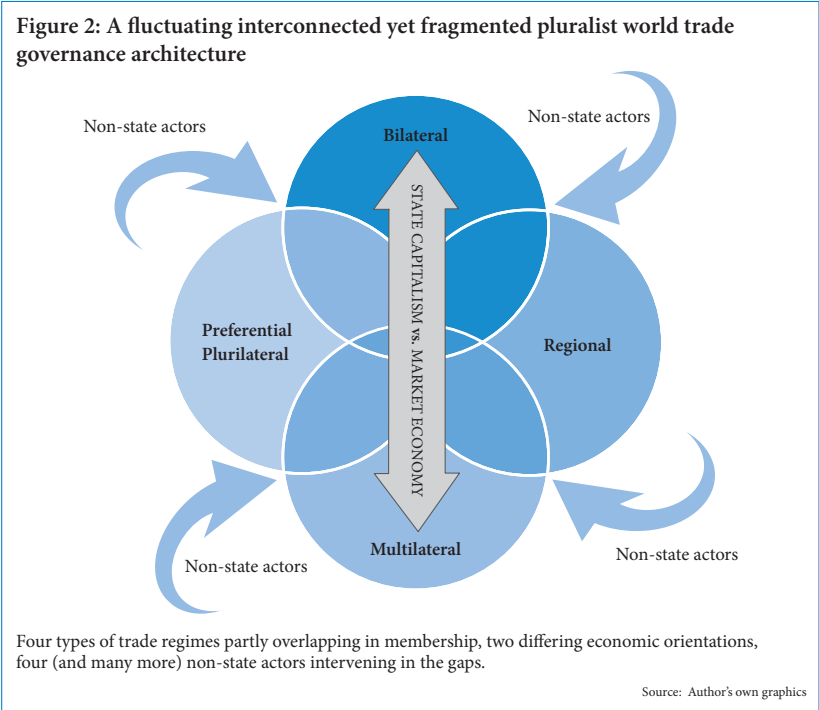 Figure 2: A fluctuating interconnected yet fragmented pluralist world trade
governance architecture
Non-state actors
Non-state actors
Bilateral
STATE CAPITALISM vs. MARKET ECONOMY
Preferential
Plurilateral
Regional
Multilateral
Non-state actors
Non-state actors
Four types of trade regimes partly overlapping in membership, two differing economic orientations,
four (and many more) non-state actors intervening in the gaps.
Source: Author's own graphics